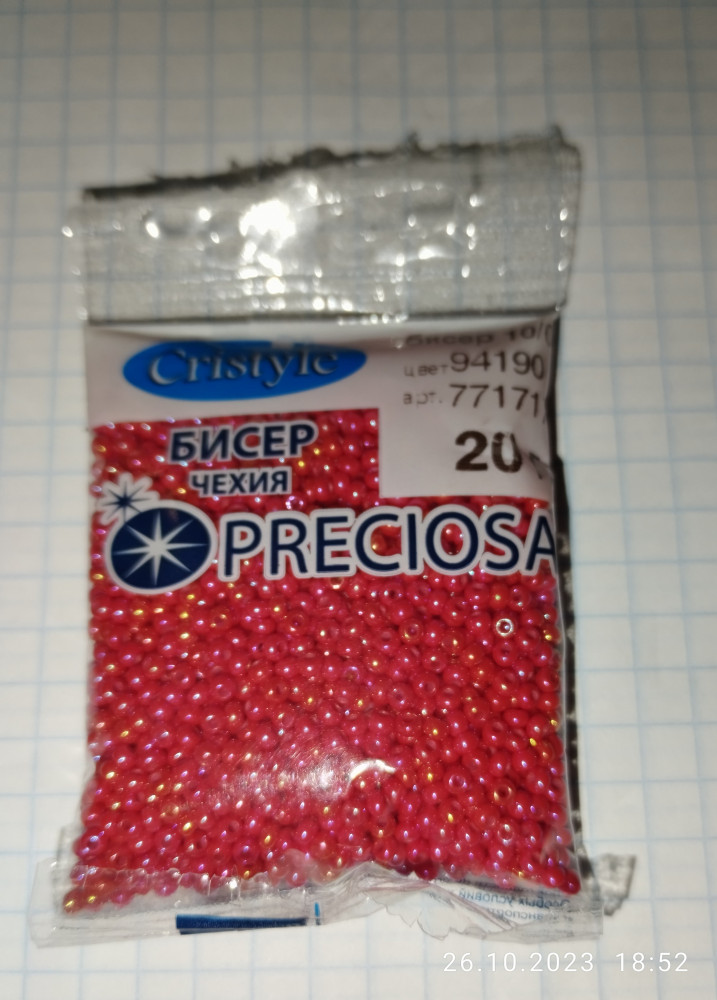 Cristyle
бисер 10/0
цвет 94190
арт. 77171
20
БИСЕР
ЧЕХИЯ
PRECIOSA
26.10.2023 18:52